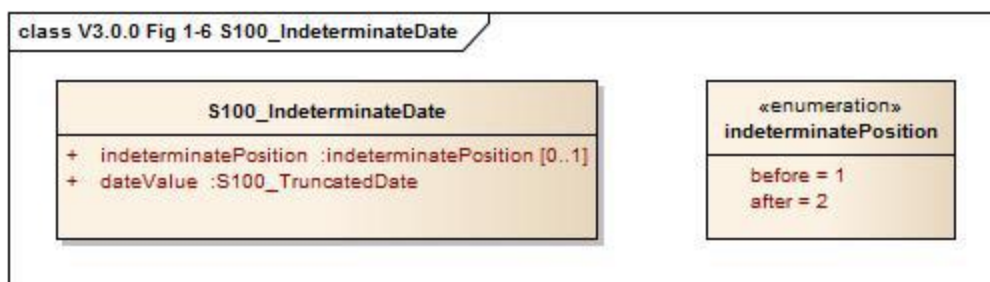 class V3.0.0 Fig 1-6 S100_IndeterminateDate
S100_IndeterminateDate
+ indeterminatePosition :indeterminatePosition [0..1]
+ dateValue :S100_TruncatedDate
«enumeration»
indeterminatePosition
before = 1
after = 2